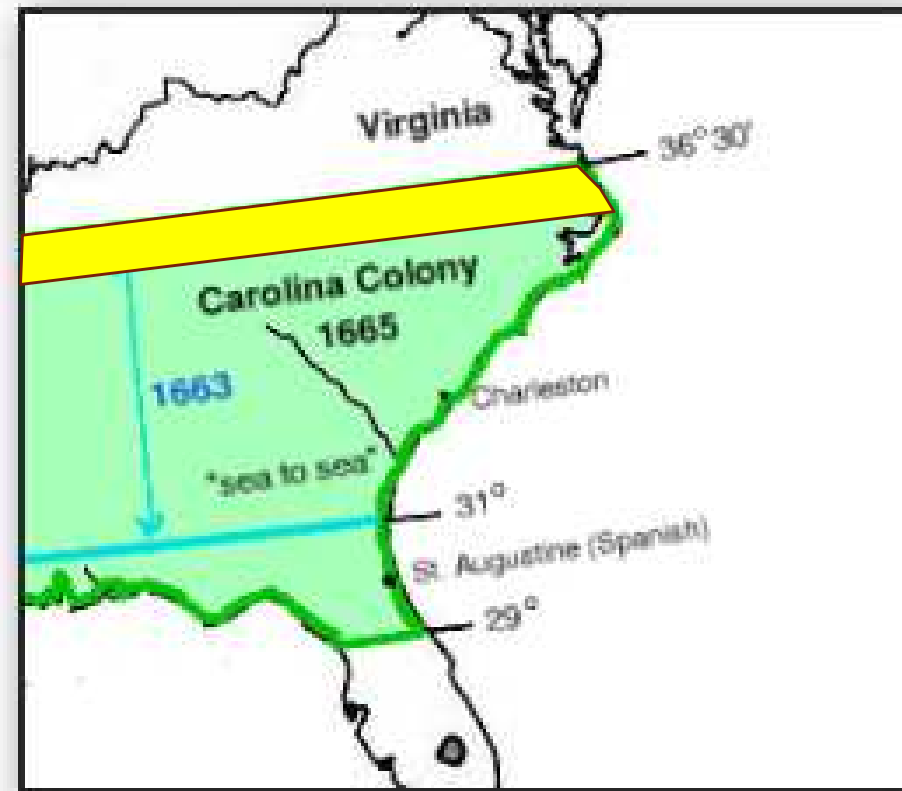 Virginia
36° 30'
Carolina Colony
1665
1663
Charleston
"sea to sea"
31°
St. Augustine (Spanish)
29°